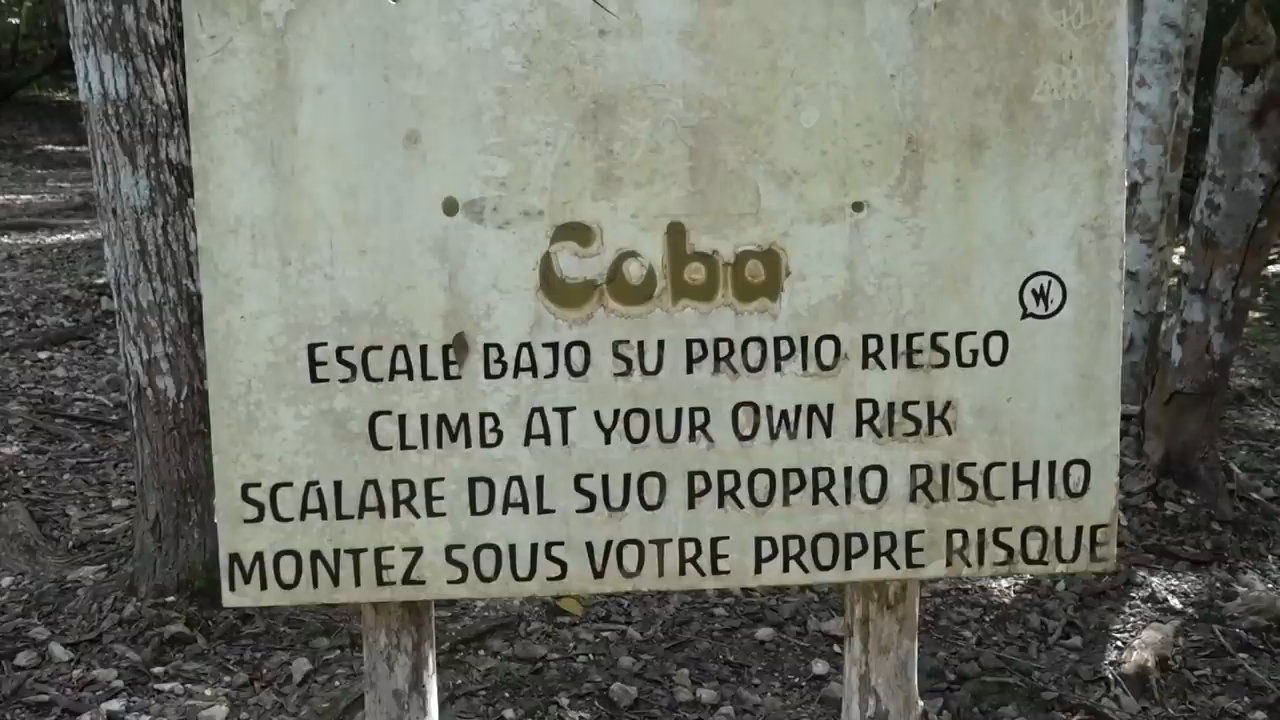 Coba
W.
ESCALE BAJO SU PROPIO RIESGO
CLIMB AT YOUR OWN RISK
SCALARE DAL SUO PROPRIO RISCHIO
MONTEZ SOUS VOTRE PROPRE RISQUE